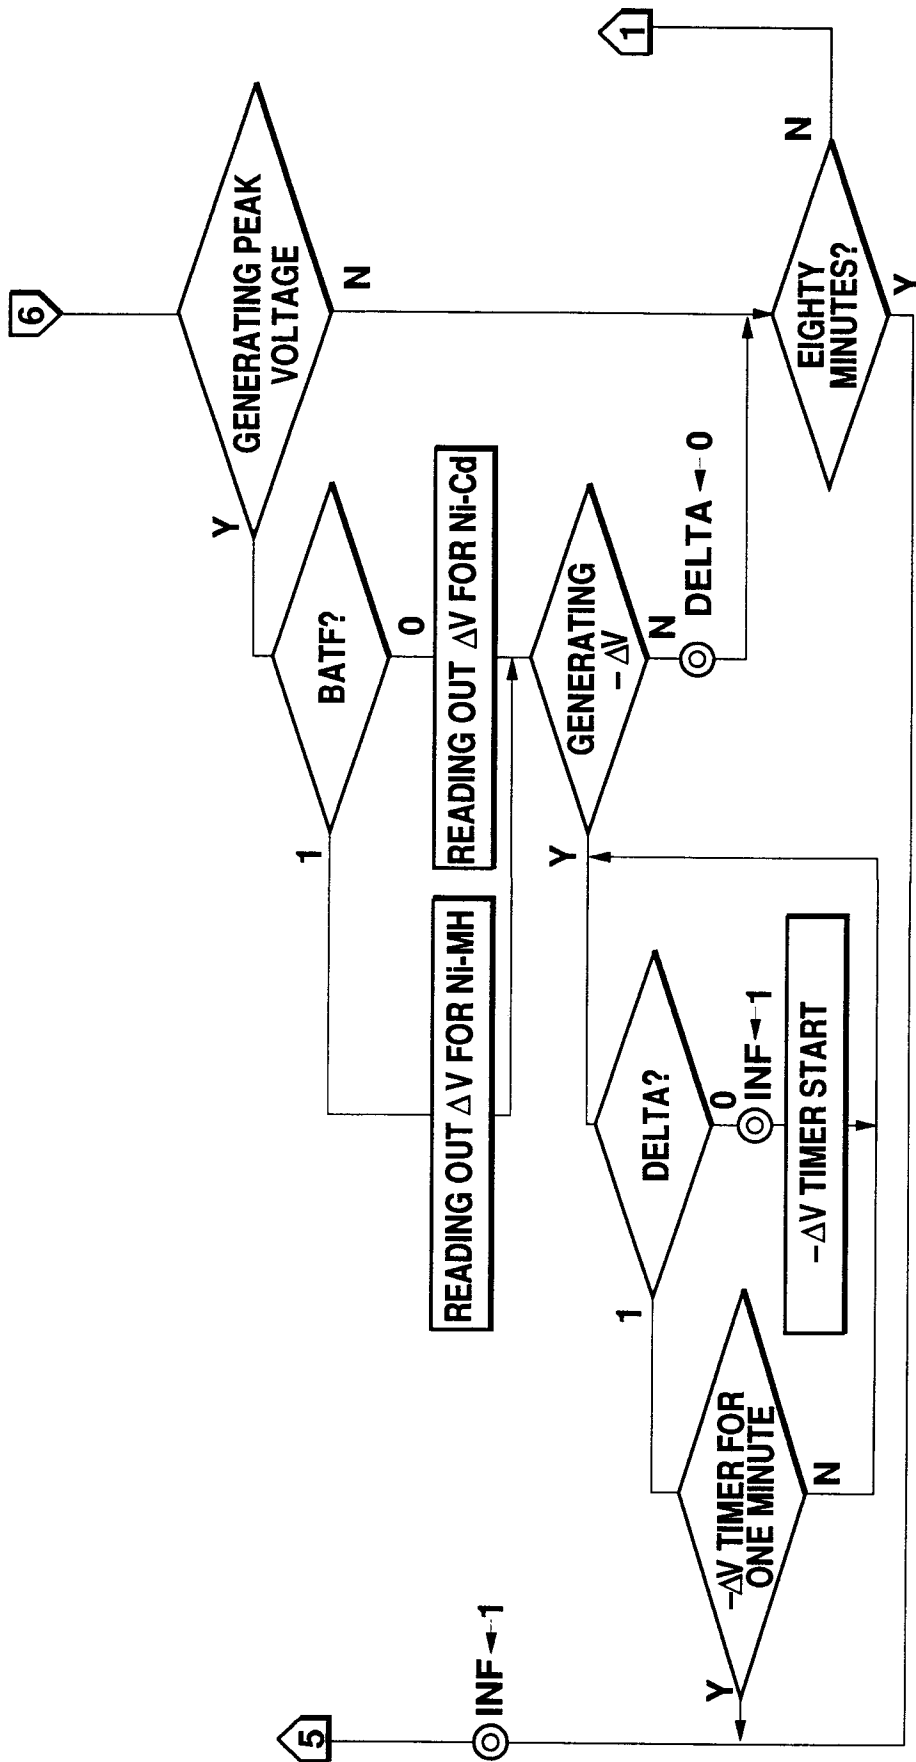 6
GENERATING PEAK
VOLTAGE
Y
N
BATF?
1
0
READING OUT ΔV FOR Ni-MH
READING OUT ΔV FOR Ni-Cd
GENERATING
-ΔV
Y
N
DELTA ← 0
DELTA?
1
0
INF ← 1
-ΔV TIMER START
-ΔV TIMER FOR
ONE MINUTE
Y
N
EIGHTY
MINUTES?
N
Y
1
INF ← 1
5